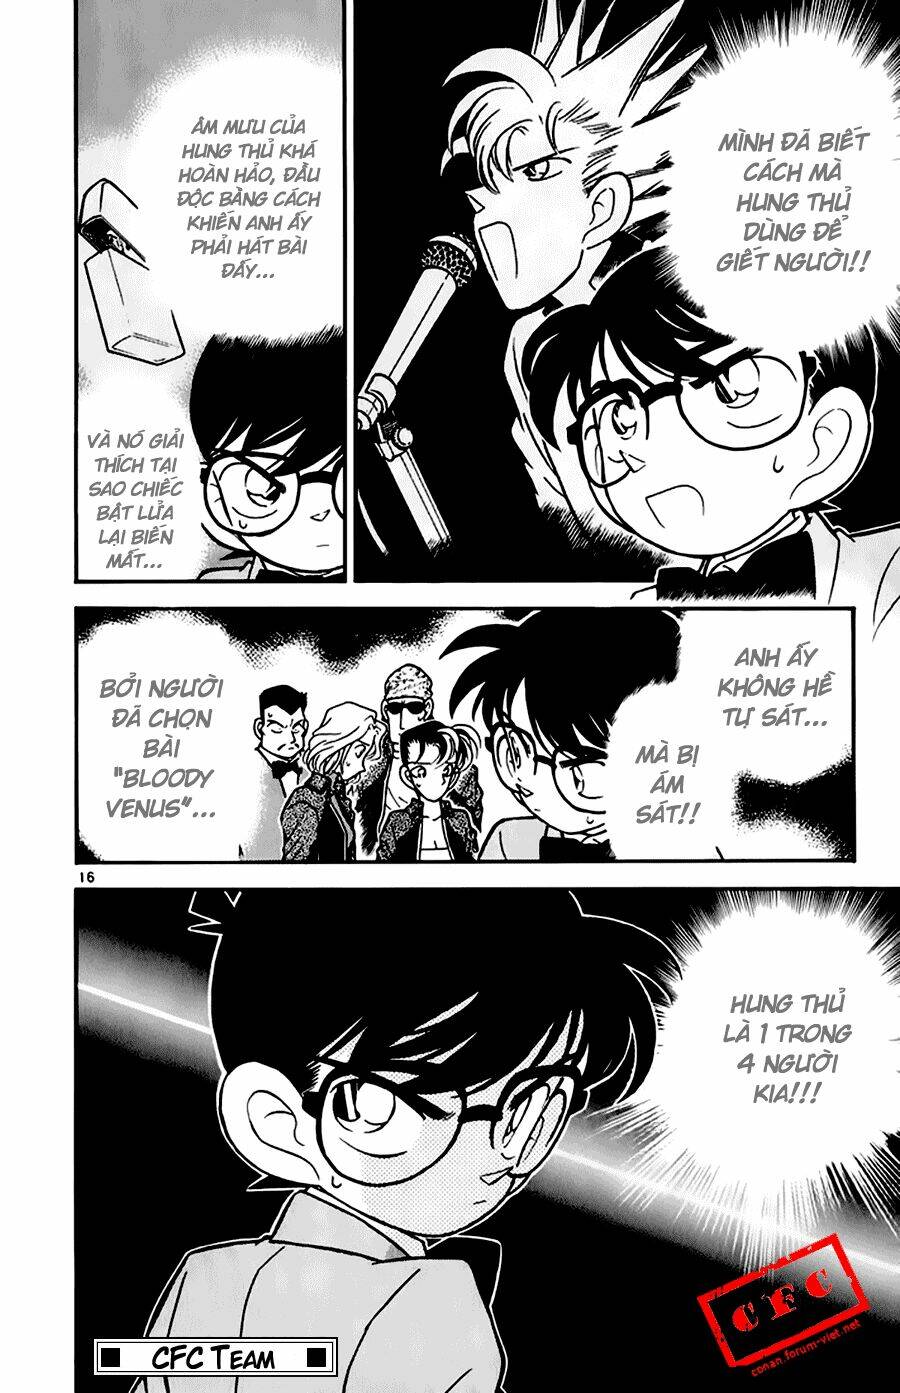 MÌNH ĐÃ BIẾT
CÁCH MÀ
HUNG THỦ
DÙNG ĐỂ
GIẾT NGƯỜI!!
ÂM MƯU CỦA
HUNG THỦ KHÁ
HOÀN HẢO, ĐẦU
ĐỘC BẰNG CÁCH
KHIẾN ANH ẤY
PHẢI HÁT BÀI
ĐẤY...
VÀ NÓ GIẢI
THÍCH TẠI
SAO CHIẾC
BẬT LỬA
LẠI BIẾN
MẤT...
ANH ẤY
KHÔNG HỀ
TỰ SÁT...
MÀ BỊ
ÁM
SÁT!!
BỞI NGƯỜI
ĐÃ CHỌN
BÀI
"BLOODY
VENUS"...
16
HUNG THỦ
LÀ 1 TRONG
4 NGƯỜI
KIA!!!
CFC
conan.forum-viet.net
CFC TEAM